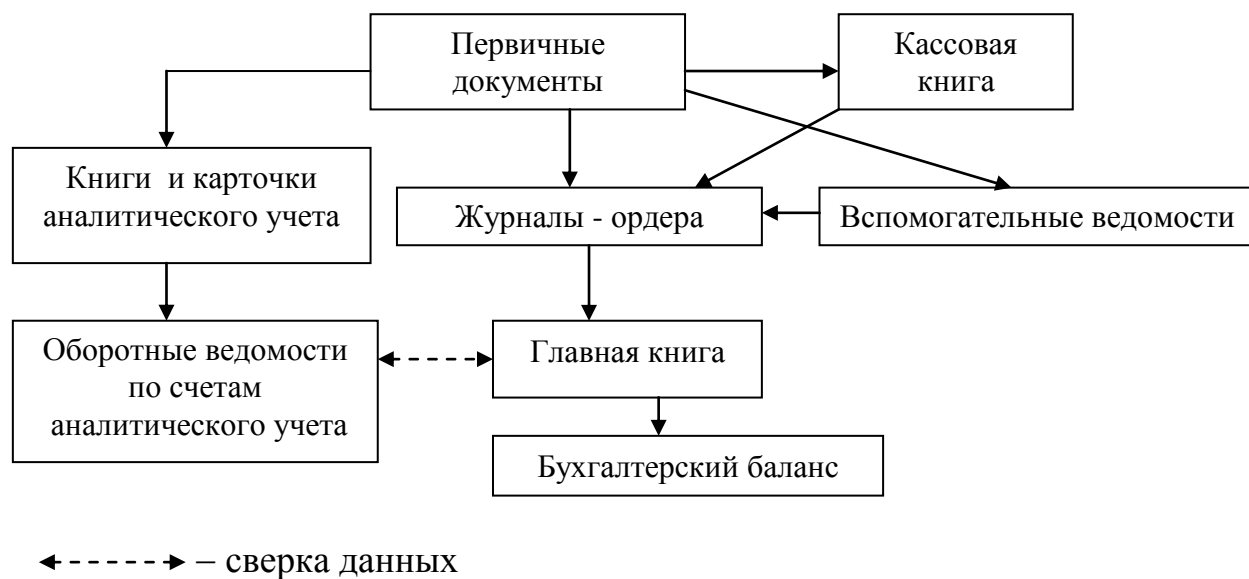 Первичные
документы
Кассовая
книга
Книги и карточки
аналитического учета
Журналы - ордера
Вспомогательные ведомости
Оборотные ведомости
по счетам
аналитического учета
Главная книга
Бухгалтерский баланс
– сверка данных